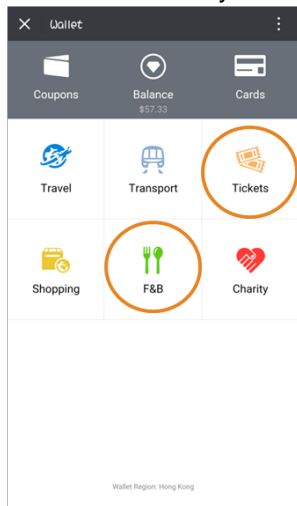 Wallet
Coupons Balance Cards
$57.33
Travel Transport Tickets
Shopping F&B Charity
Wallet Region: Hong Kong